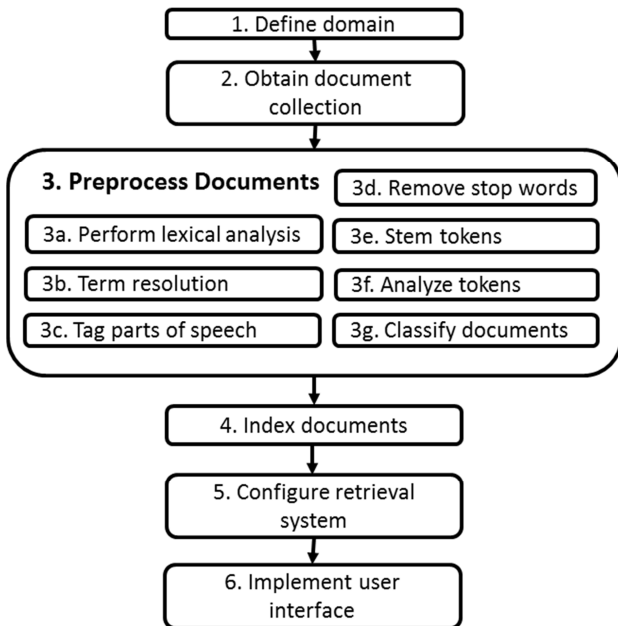 1. Define domain
2. Obtain document
collection
3. Preprocess Documents
3a. Perform lexical analysis
3b. Term resolution
3c. Tag parts of speech
3d. Remove stop words
3e. Stem tokens
3f. Analyze tokens
3g. Classify documents
4. Index documents
5. Configure retrieval
system
6. Implement user
interface